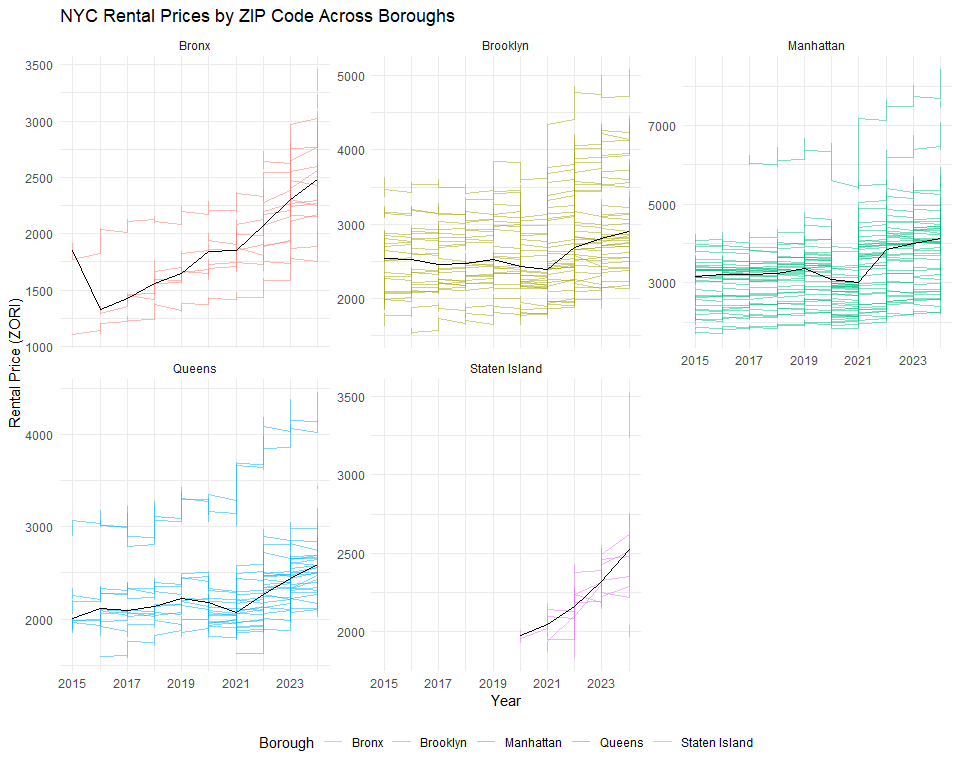 NYC Rental Prices by ZIP Code Across Boroughs
Bronx
Brooklyn
Manhattan
3500
3000
2500
2000
1500
1000
5000
4000
3000
2000
7000
5000
3000
2015 2017 2019 2021 2023
Queens
Staten Island
4000
3000
2000
3500
3000
2500
2000
2015 2017 2019 2021 2023
2015 2017 2019 2021 2023
Rental Price (ZORI)
Year
Borough Bronx Brooklyn Manhattan Queens Staten Island